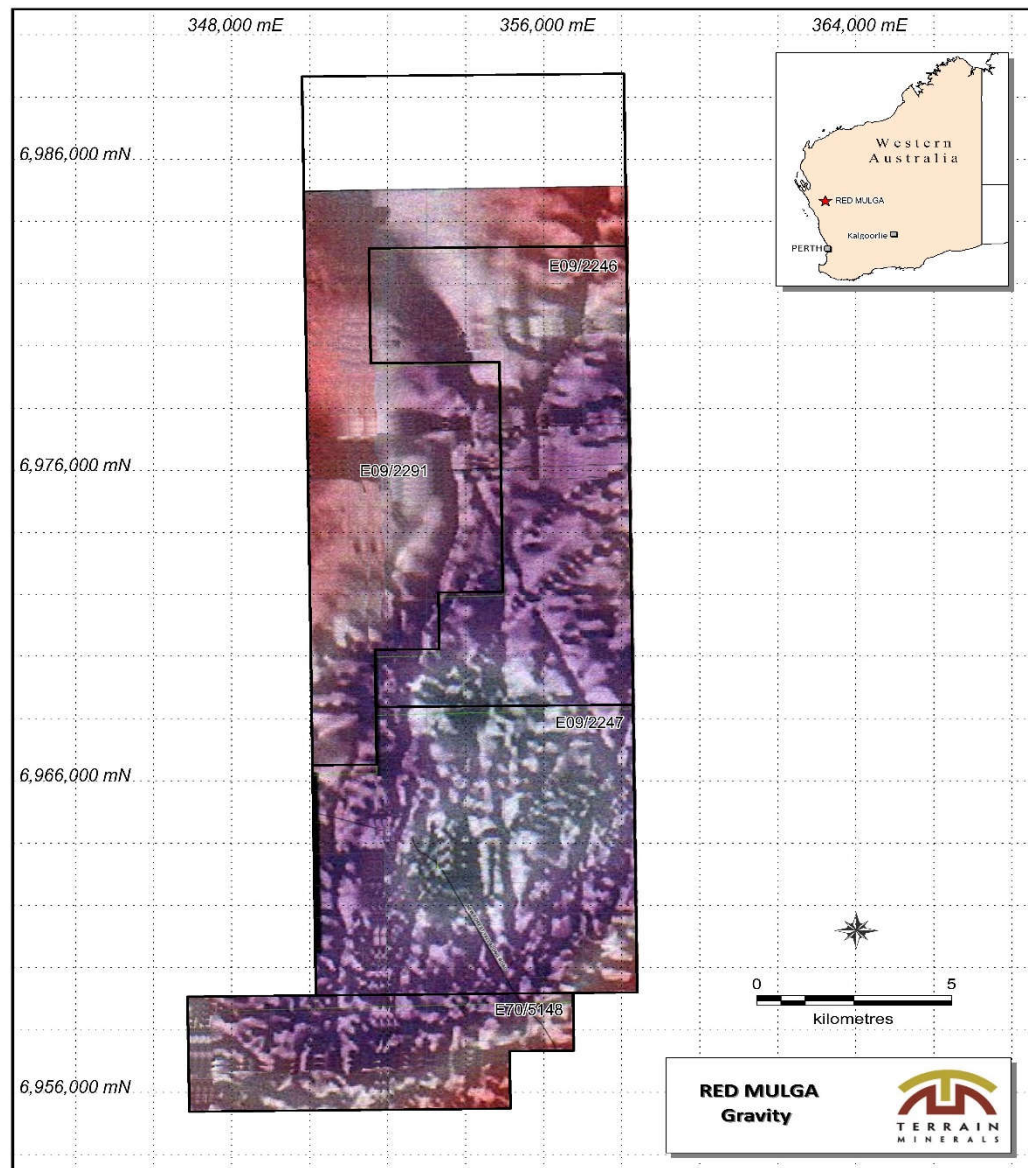 348,000 mE
356,000 mE
364,000 mE
6,986,000 mN
Western
Australia
RED MULGA
Kalgoorlie
PERTH
E09/2246
6,976,000 mN
E09/2291
E09/2247
6,966,000 mN
0
5
kilometres
E70/5148
6,956,000 mN
RED MULGA
Gravity
TERRAIN
MINERALS